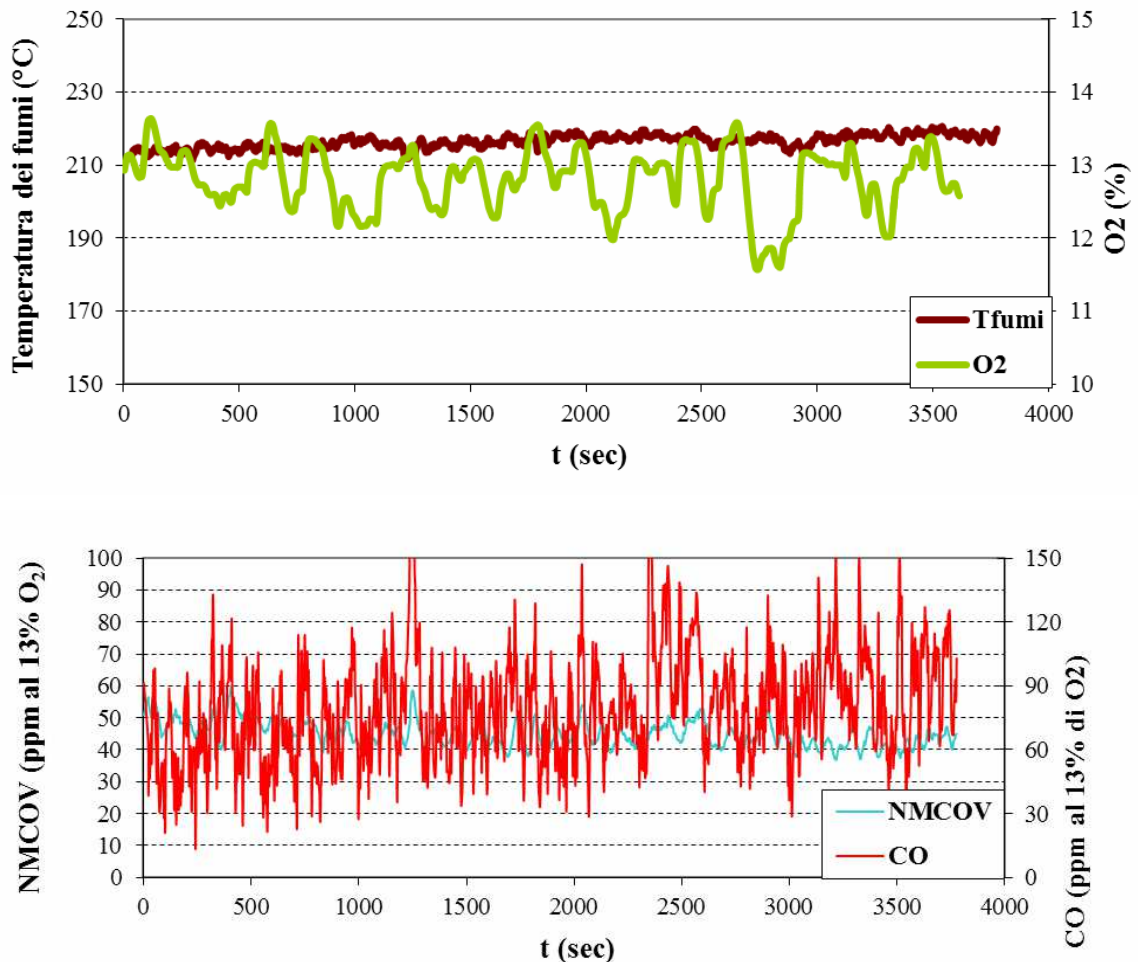 Temperatura dei fumi (°C)
250
230
210
190
170
150
15
14
13
12
11
10
O2 (%)
Tfumi
O2
0 500 1000 1500 2000 2500 3000 3500 4000
t (sec)
NMCOV (ppm al 13% O₂)
100
90
80
70
60
50
40
30
20
10
0
150
120
90
60
30
0
CO (ppm al 13% di O2)
NMCOV
CO
0 500 1000 1500 2000 2500 3000 3500 4000
t (sec)